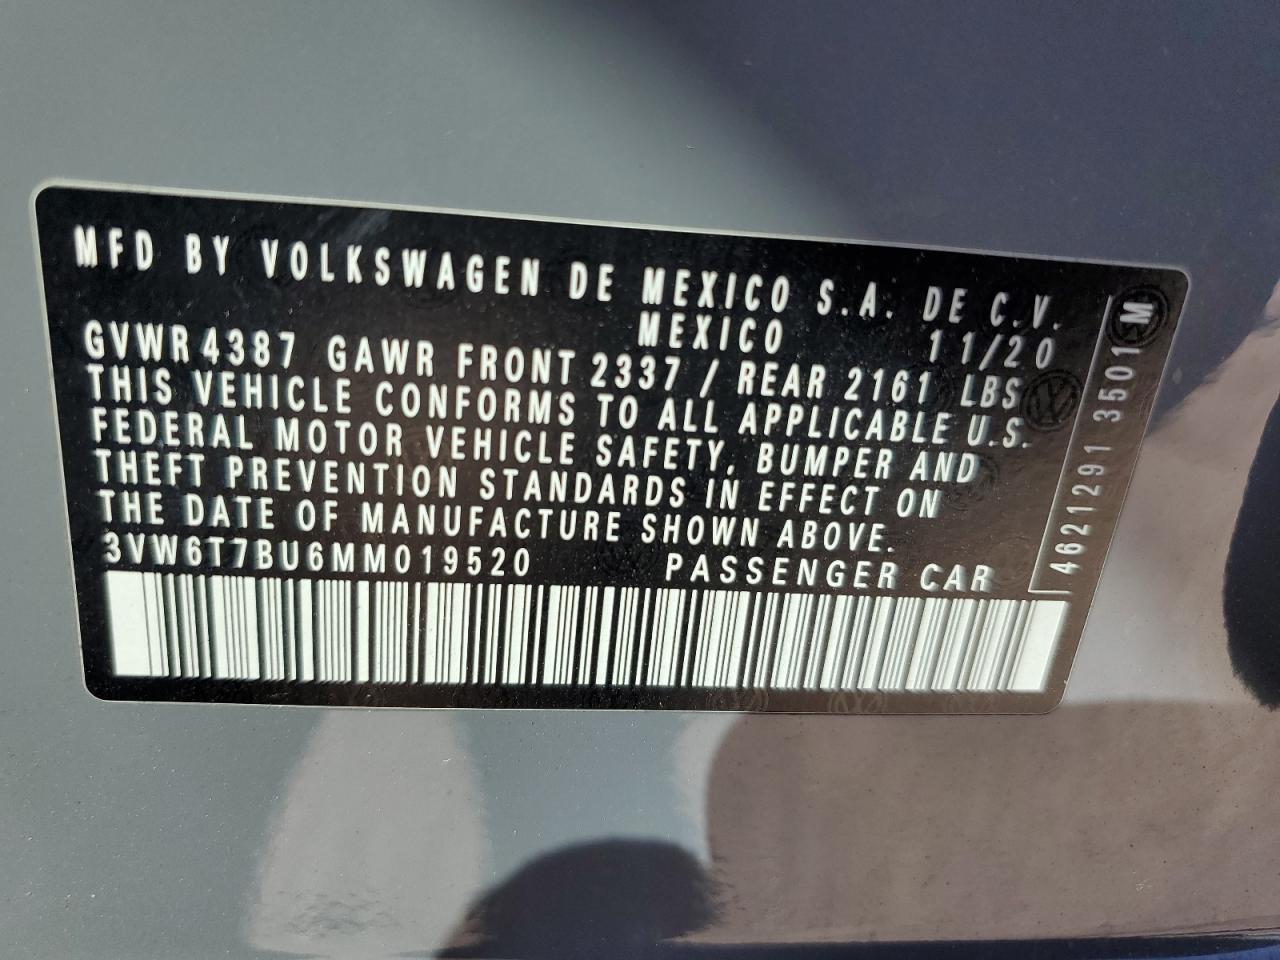 MFD BY VOLKSWAGEN DE MEXICO S.A. DE C.V.
MEXICO 11/20
GVWR 4387 GAWR FRONT 2337 / REAR 2161 LBS
THIS VEHICLE CONFORMS TO ALL APPLICABLE U.S.
FEDERAL MOTOR VEHICLE SAFETY, BUMPER AND
THEFT PREVENTION STANDARDS IN EFFECT ON
THE DATE OF MANUFACTURE SHOWN ABOVE.
3VW6T7BU6MM019520 PASSENGER CAR
4621291 3501 M